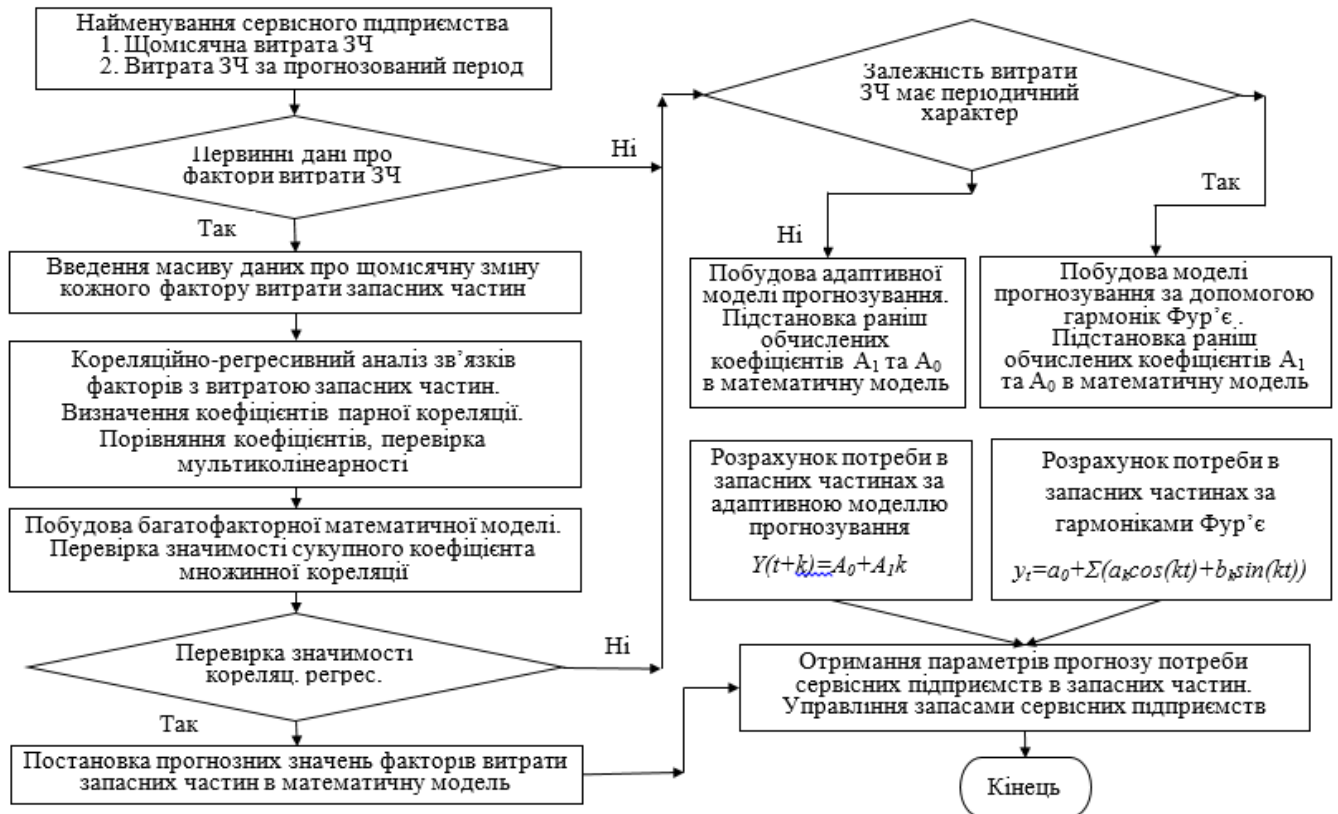 Найменування сервісного підприємства
1. Щомісячна витрата ЗЧ
2. Витрата ЗЧ за прогнозований період
Первинні дані про
фактори витрати ЗЧ
Ні
Так
Введення масиву даних про щомісячну зміну
кожного фактору витрати запасних частин
Кореляційно-регресивний аналіз зв’язків
факторів з витратою запасних частин.
Визначення коефіцієнтів парної кореляції.
Порівняння коефіцієнтів, перевірка
мультиколінеарності
Побудова багатофакторної математичної моделі.
Перевірка значимості сукупного коефіцієнта
множинної кореляції
Перевірка значимості
кореляц. регрес.
Ні
Так
Постановка прогнозних значень факторів витрати
запасних частин в математичну модель
Залежність витрати
ЗЧ має періодичний
характер
Ні
Так
Побудова адаптивної
моделі прогнозування.
Підстановка раніш
обчислених
коефіцієнтів A₁ та A₀
в математичну модель
Побудова моделі
прогнозування за допомогою
гармонік Фур’є .
Підстановка раніш
обчислених коефіцієнтів A₁
та A₀ в математичну модель
Розрахунок потреби в
запасних частинах за
адаптивною моделлю
прогнозування
Y(t+k)=A₀+A₁k
Розрахунок потреби в
запасних частинах за
гармоніками Фур’є
yₜ=a₀+Σ(aₖcos(kt)+bₖsin(kt))
Отримання параметрів прогнозу потреби
сервісних підприємств в запасних частин.
Управління запасами сервісних підприємств
Кінець